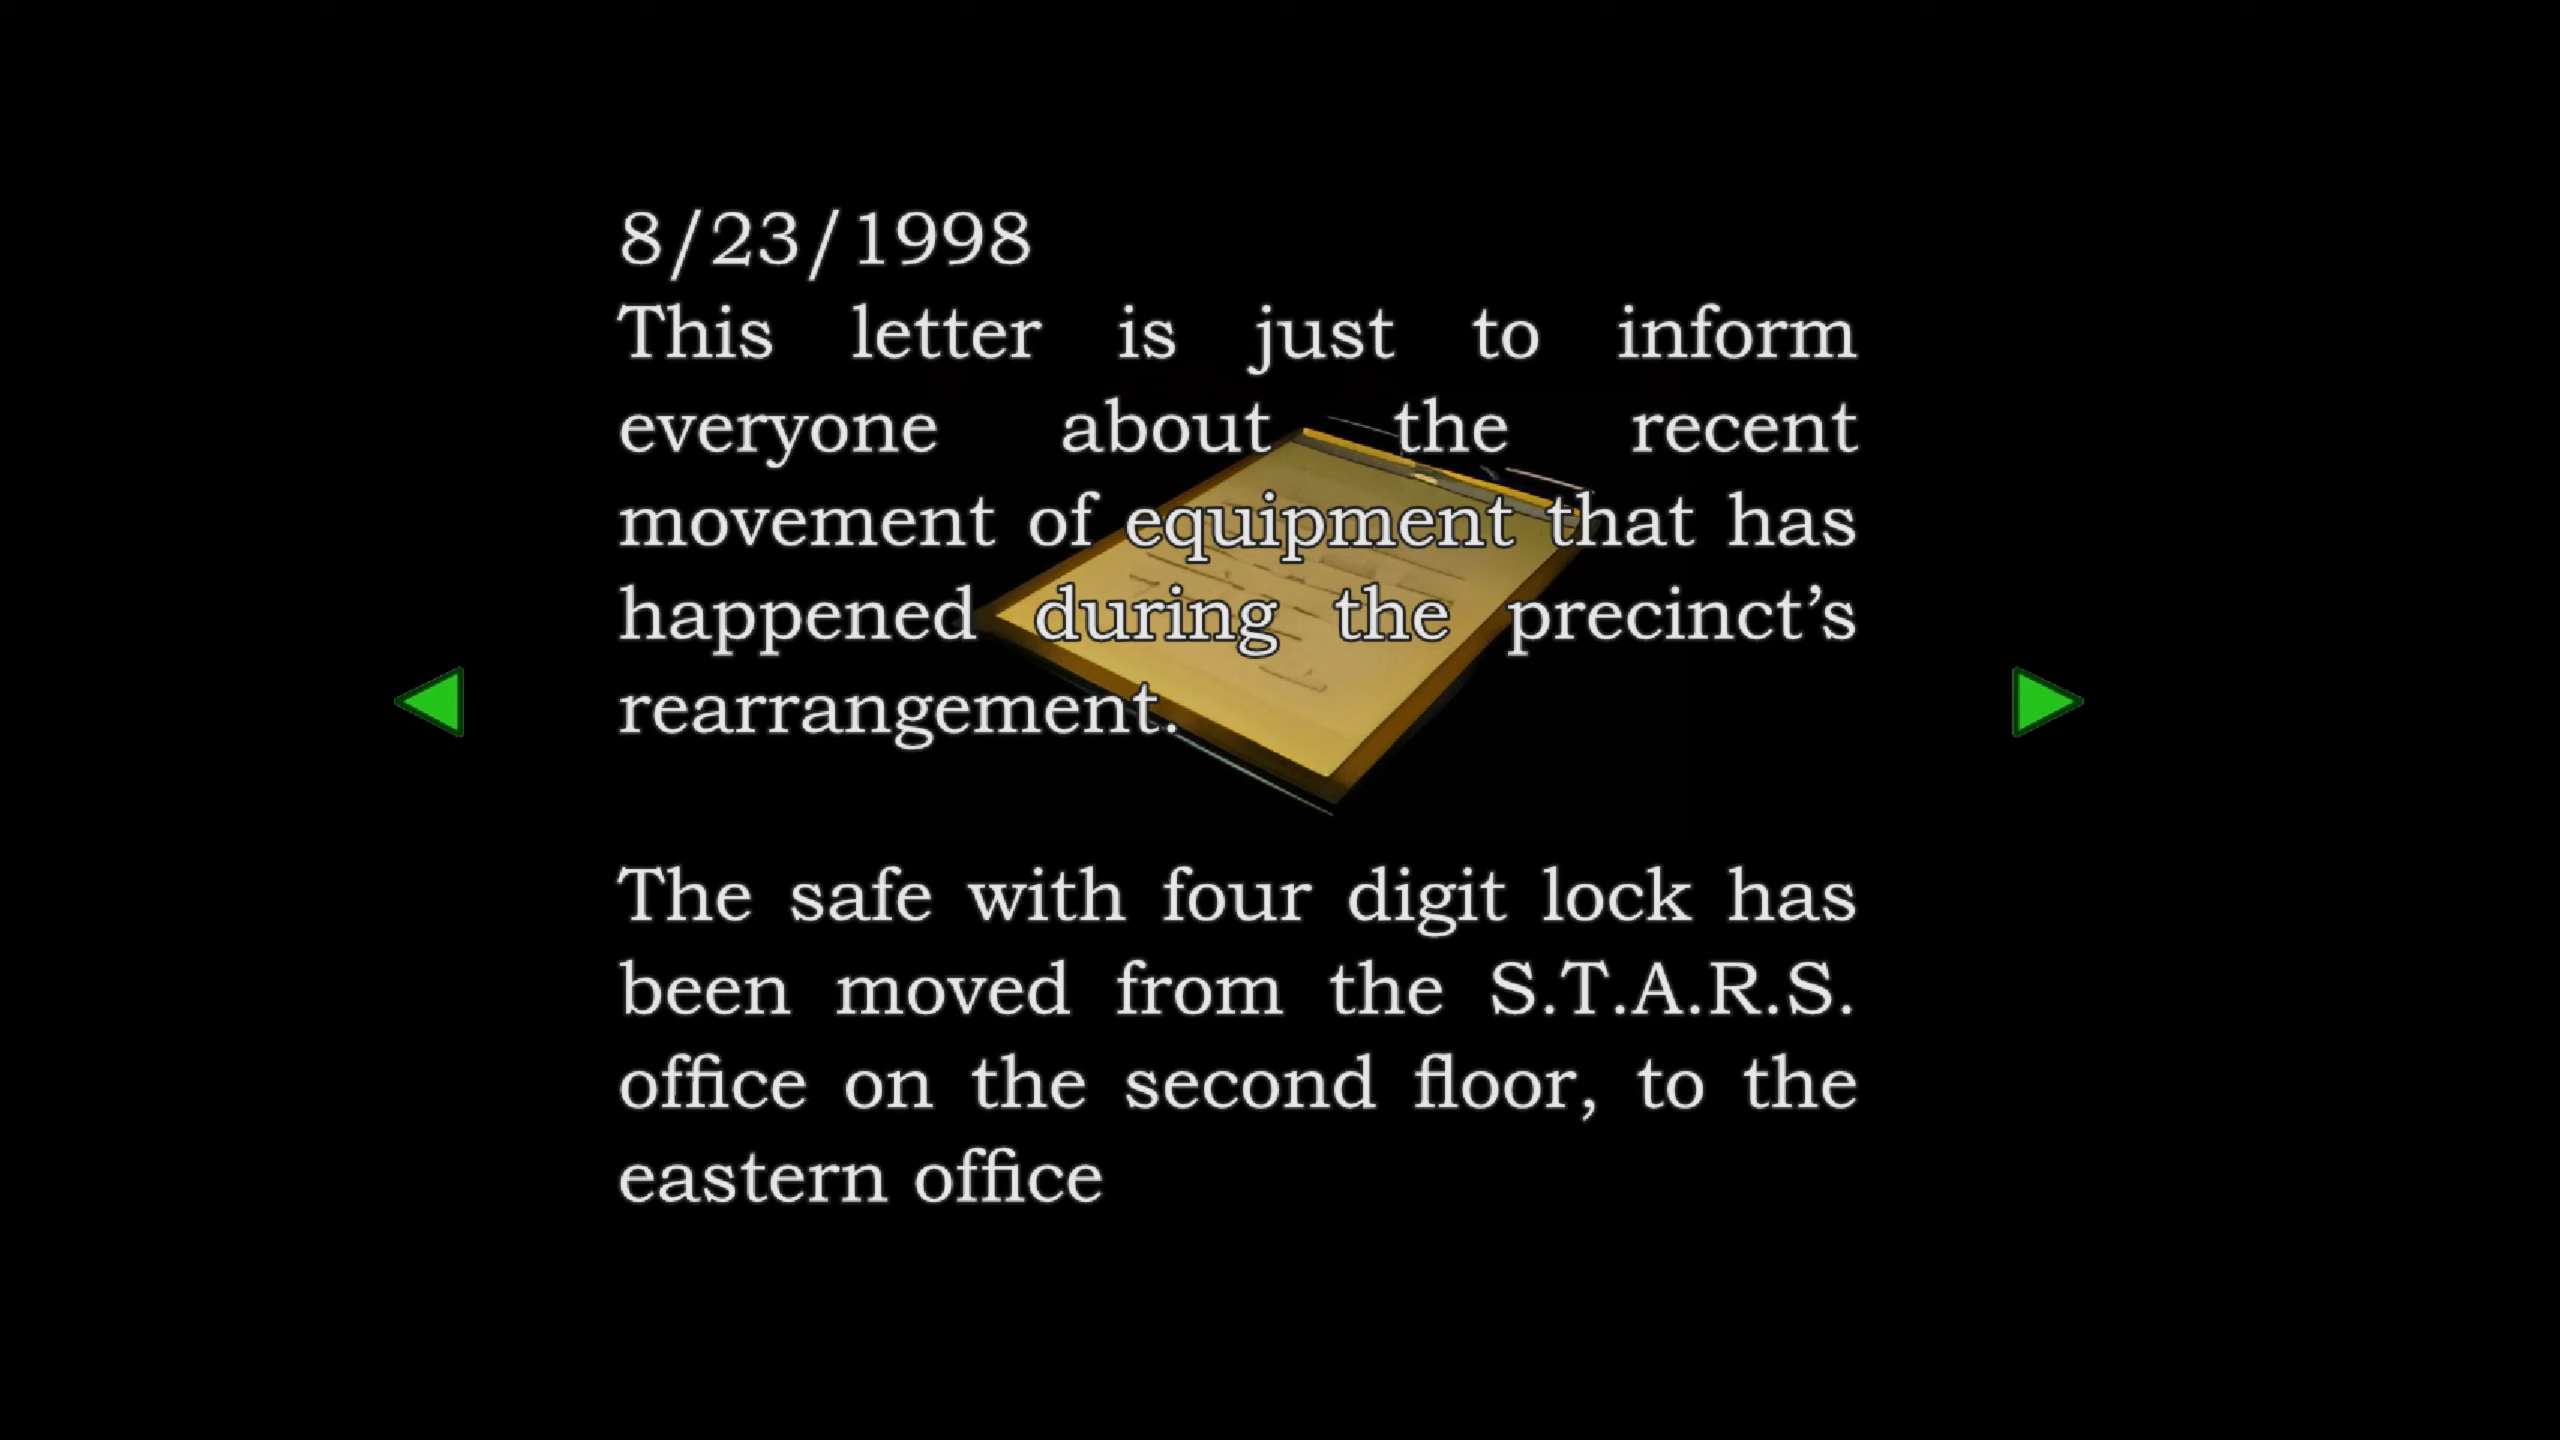 8/23/1998
This letter is just to inform
everyone about the recent
movement of equipment that has
happened during the precinct’s
rearrangement.
The safe with four digit lock has
been moved from the S.T.A.R.S.
office on the second floor, to the
eastern office